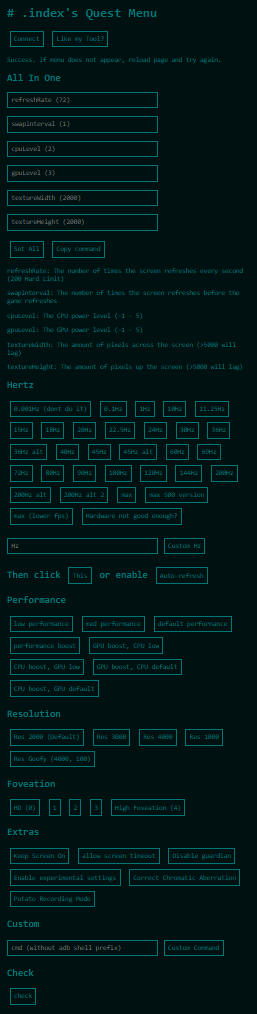 # .index's Quest Menu
Connect Like my Tool?
Success. If menu does not appear, reload page and try again.
All In One
refreshRate (72)
swapinterval (1)
cpuLevel (2)
gpuLevel (3)
textureWidth (2000)
textureHeight (2000)
Set All Copy command
refreshRate: The number of times the screen refreshes every second
(200 Hard Limit)
swapinterval: The number of times the screen refreshes before the
game refreshes
cpuLevel: The CPU power level (-1 - 5)
gpuLevel: The GPU power level (-1 - 5)
textureWidth: The amount of pixels across the screen (>5000 will
lag)
textureHeight: The amount of pixels up the screen (>5000 will lag)
Hertz
0.001Hz (dont do it) 0.1Hz 1Hz 10Hz 11.25Hz
15Hz 18Hz 20Hz 22.5Hz 24Hz 30Hz 36Hz
36Hz alt 40Hz 45Hz 45Hz alt 60Hz 69Hz
72Hz 80Hz 90Hz 100Hz 120Hz 144Hz 200Hz
200Hz alt 200Hz alt 2 max max 500 version
max (lower fps) Hardware not good enough?
Hz Custom Hz
Then click This or enable Auto-refresh
Performance
low performance med performance default performance
performance boost GPU boost, CPU low
CPU boost, GPU low GPU boost, CPU default
CPU boost, GPU default
Resolution
Res 2000 (Default) Res 3000 Res 4000 Res 1000
Res Goofy (4000, 100)
Foveation
HD (0) 1 2 3 High Foveation (4)
Extras
Keep Screen On allow screen timeout Disable guardian
Enable experimental settings Correct Chromatic Aberration
Potato Recording Mode
Custom
cmd (without adb shell prefix) Custom Command
Check
check